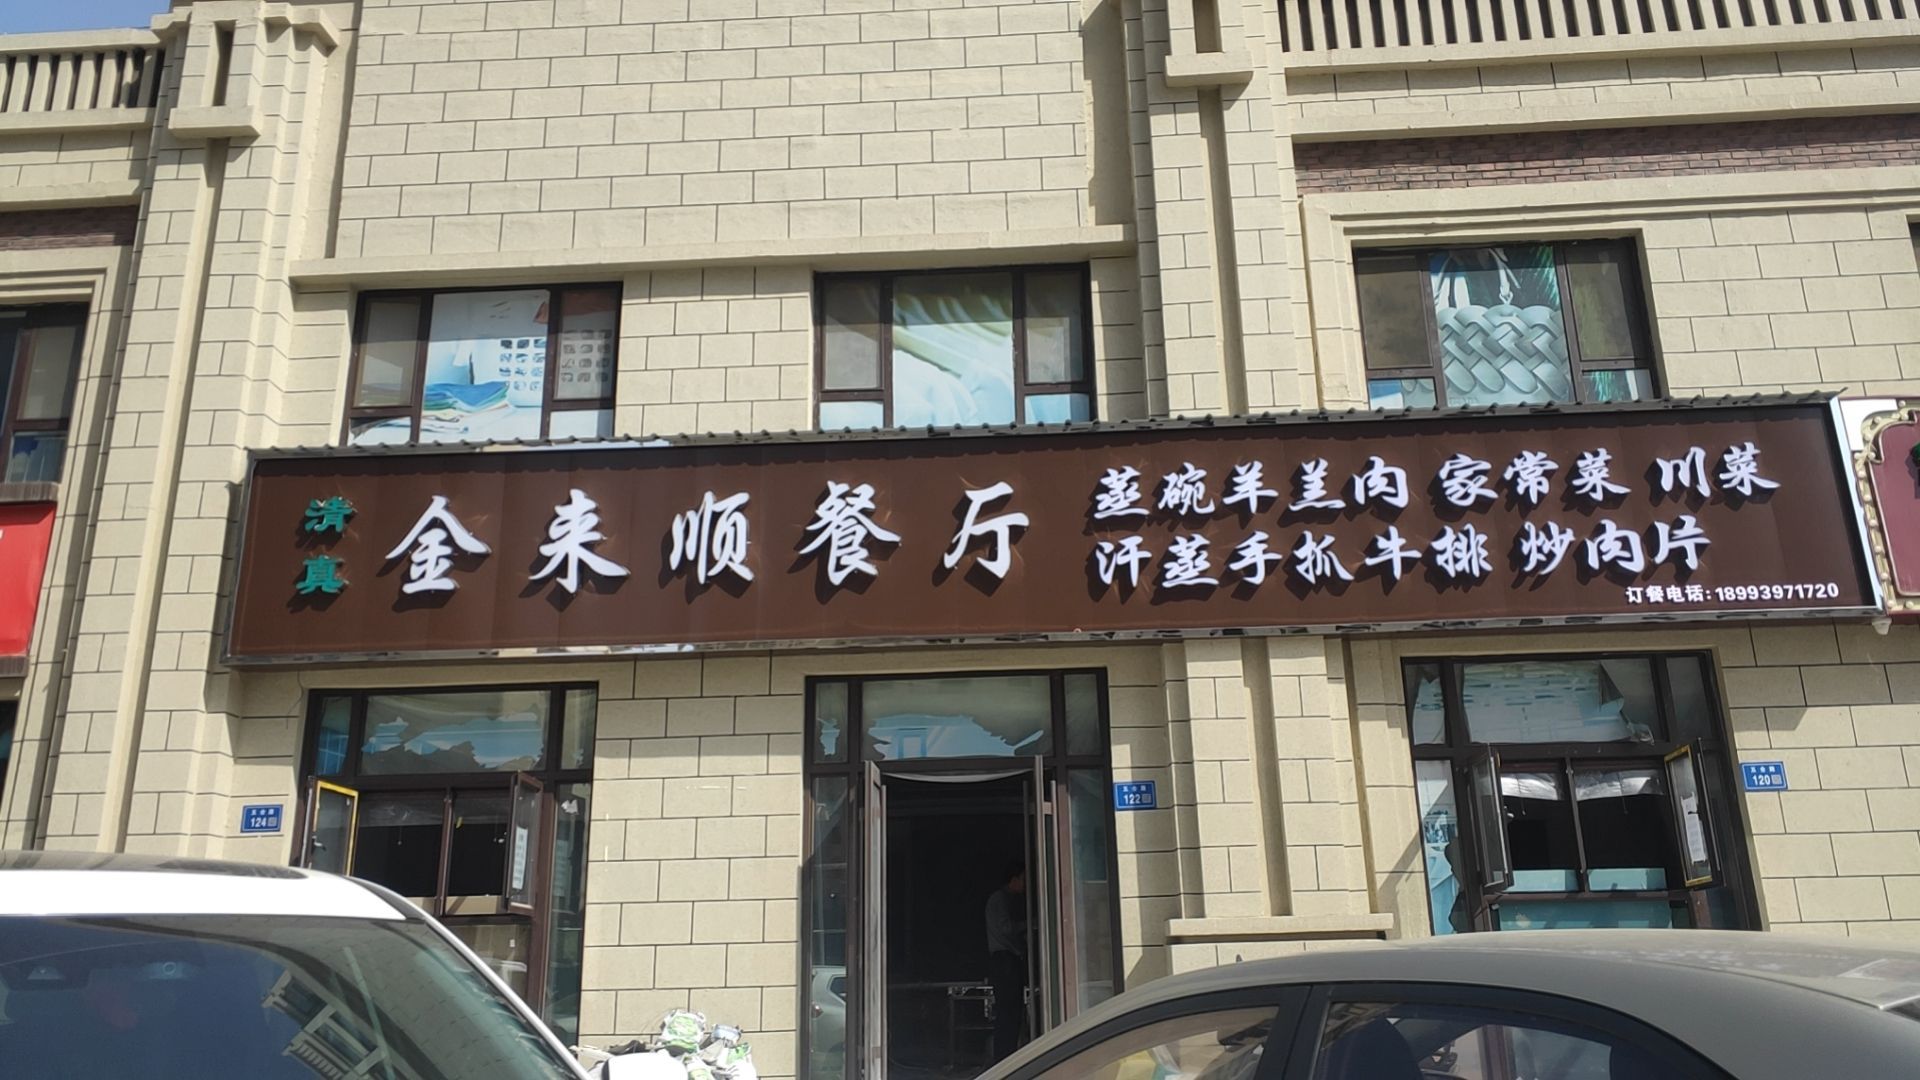 清真
金来顺餐厅
蒸碗羊羔肉 家常菜 川菜
汗蒸手抓牛排 炒肉片
订餐电话:18993971720
124
122
120